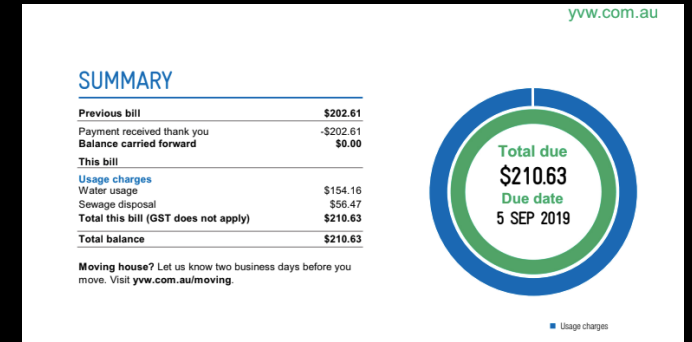 yvw.com.au
SUMMARY
Previous bill $202.61
Payment received thank you -$202.61
Balance carried forward $0.00
This bill
Usage charges
Water usage $154.16
Sewage disposal $56.47
Total this bill (GST does not apply) $210.63
Total balance $210.63
Moving house? Let us know two business days before you
move. Visit yvw.com.au/moving.
Total due
$210.63
Due date
5 SEP 2019
Usage charges